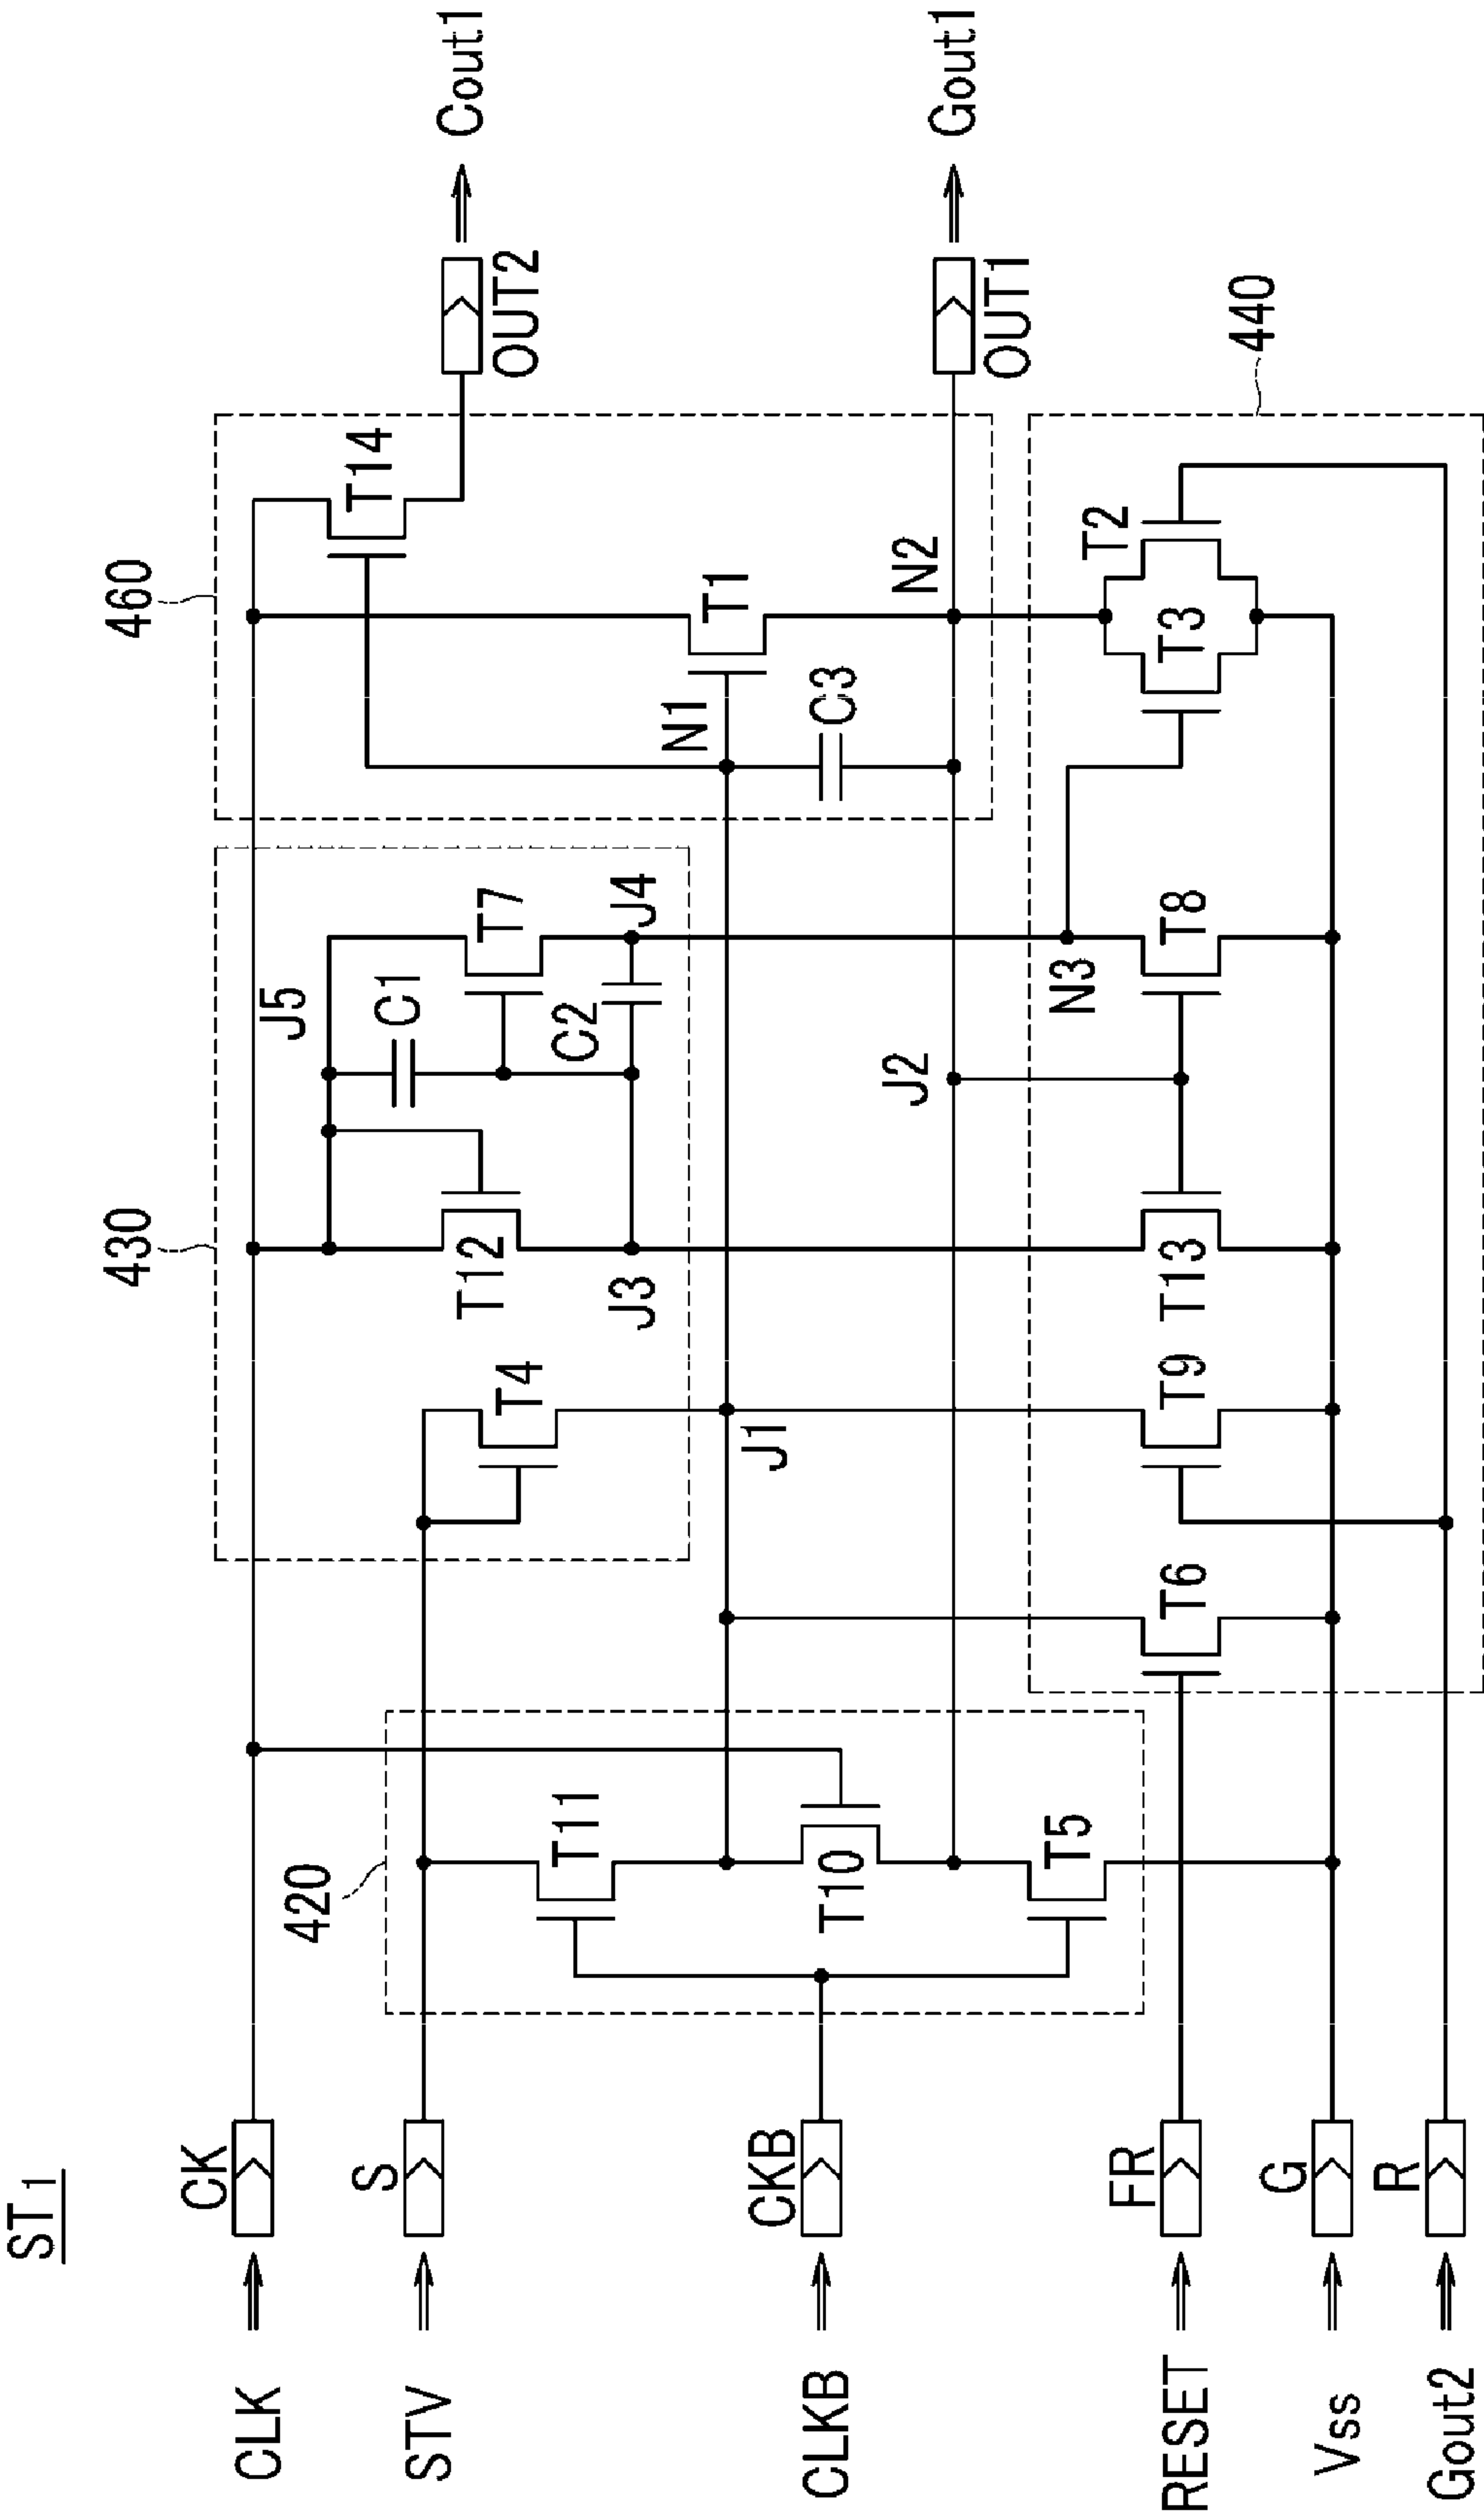 ST1
CLK
CK
STV
S
CLKB
CKB
RESET
FR
Vss
G
Gout2
R
420
T11
T10
T5
430
T4
T12
J3
J5
C1
T7
C2
J4
J1
J2
N3
T6
T9
T13
T8
460
T14
T1
N1
C3
N2
T3
T2
440
OUT2
Cout1
OUT1
Gout1